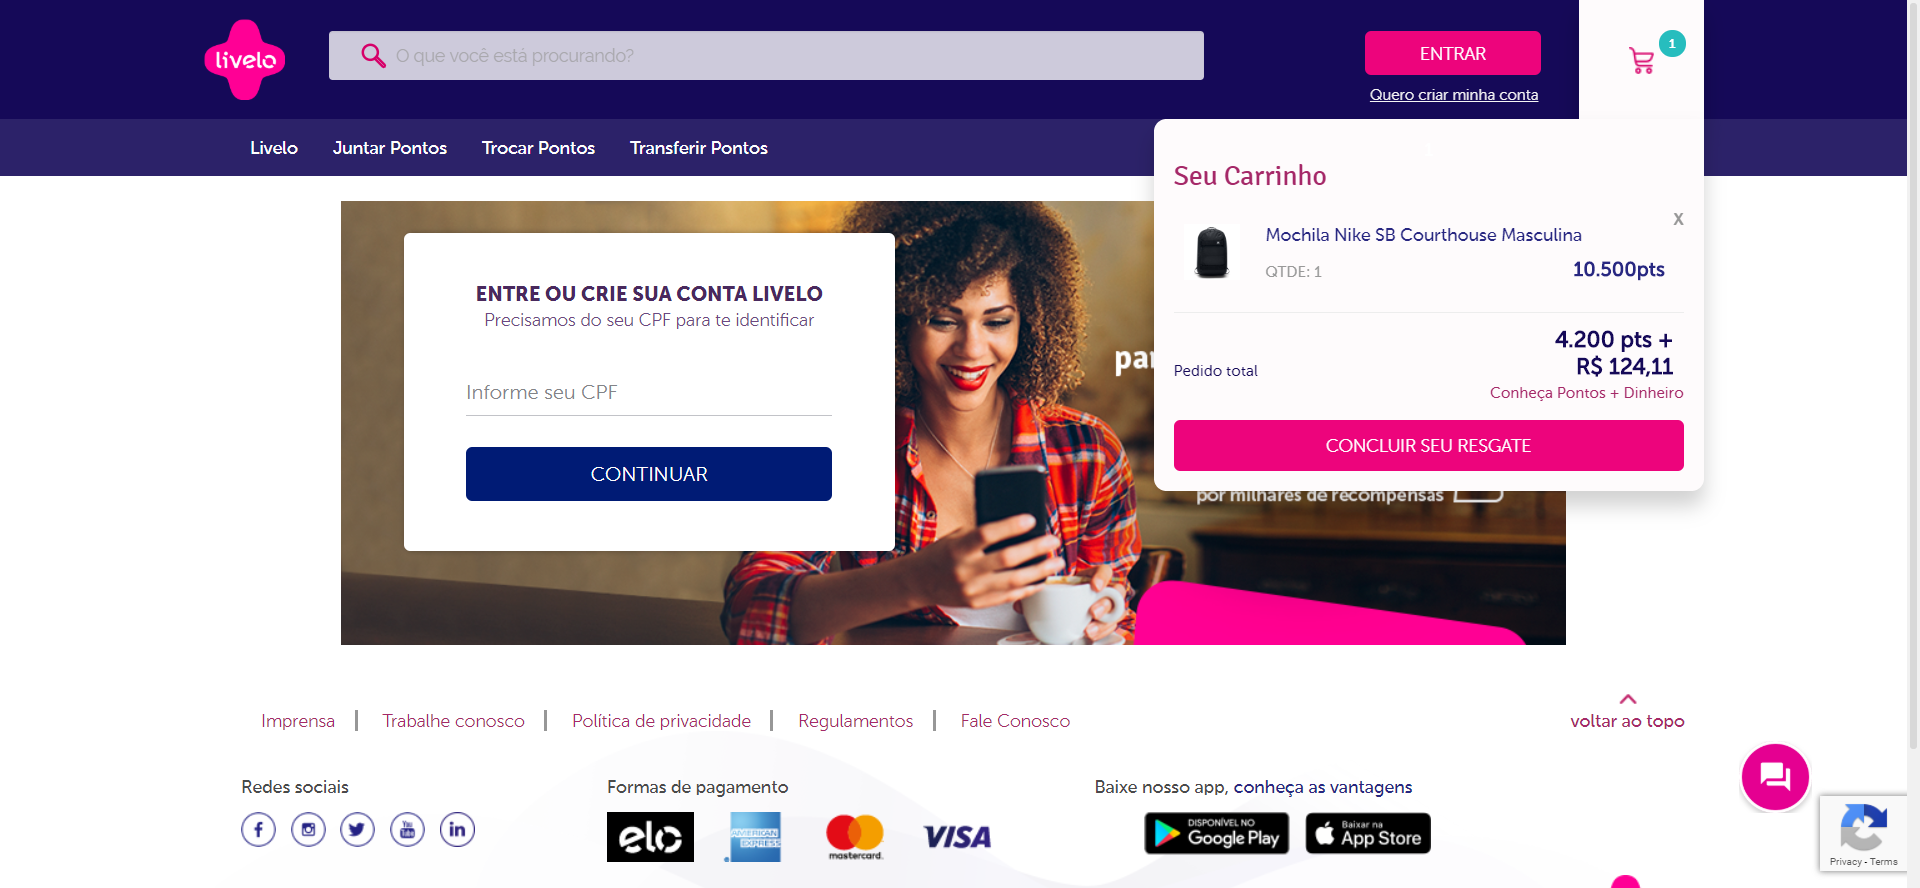 livelo
O que você está procurando?
ENTRAR
Quero criar minha conta
1
Livelo
Juntar Pontos
Trocar Pontos
Transferir Pontos
Seu Carrinho
X
Mochila Nike SB Courthouse Masculina
QTDE: 1
10.500pts
Pedido total
4.200 pts +
R$ 124,11
Conheça Pontos + Dinheiro
CONCLUIR SEU RESGATE
ENTRE OU CRIE SUA CONTA LIVELO
Precisamos do seu CPF para te identificar
Informe seu CPF
CONTINUAR
por milhares de recompensas
Imprensa
Trabalhe conosco
Política de privacidade
Regulamentos
Fale Conosco
voltar ao topo
Redes sociais
You
Tube
in
Formas de pagamento
elo
AMERICAN
EXPRESS
mastercard.
VISA
Baixe nosso app, conheça as vantagens
DISPONÍVEL NO
Google Play
Baixar na
App Store
Privacy - Terms